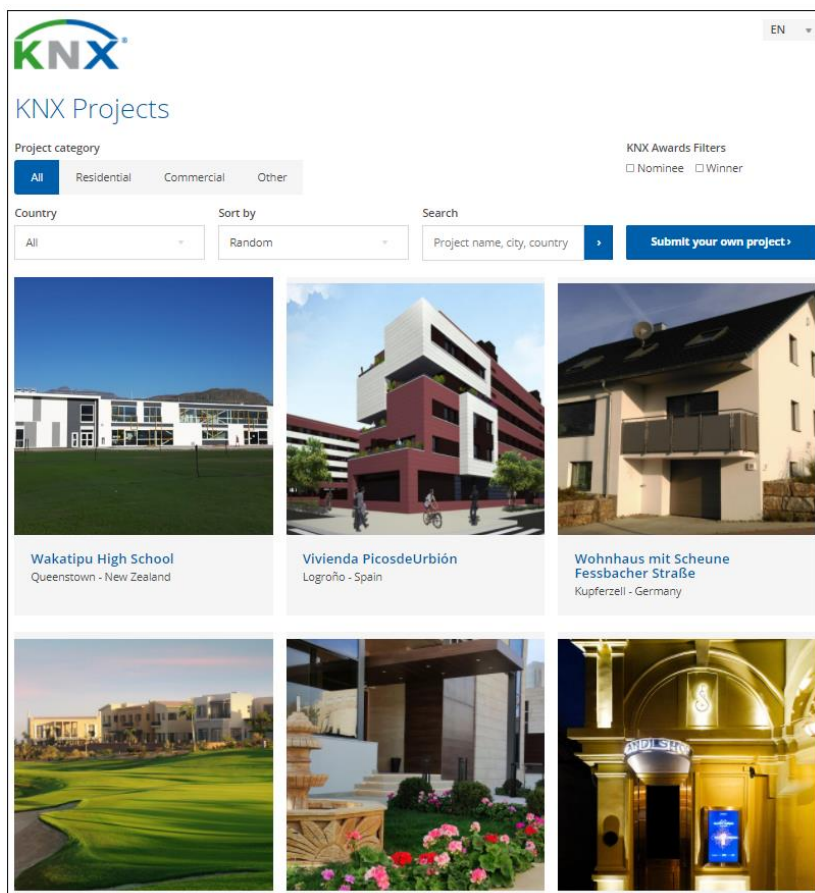 KNX
EN
KNX Projects
Project category
KNX Awards Filters
All Residential Commercial Other
Nominee Winner
Country Sort by Search
All Random Project name, city, country Submit your own project ›
Wakatipu High School
Queenstown - New Zealand
Vivienda PicosdeUrbión
Logroño - Spain
Wohnhaus mit Scheune
Fessbacher Straße
Kupferzell - Germany